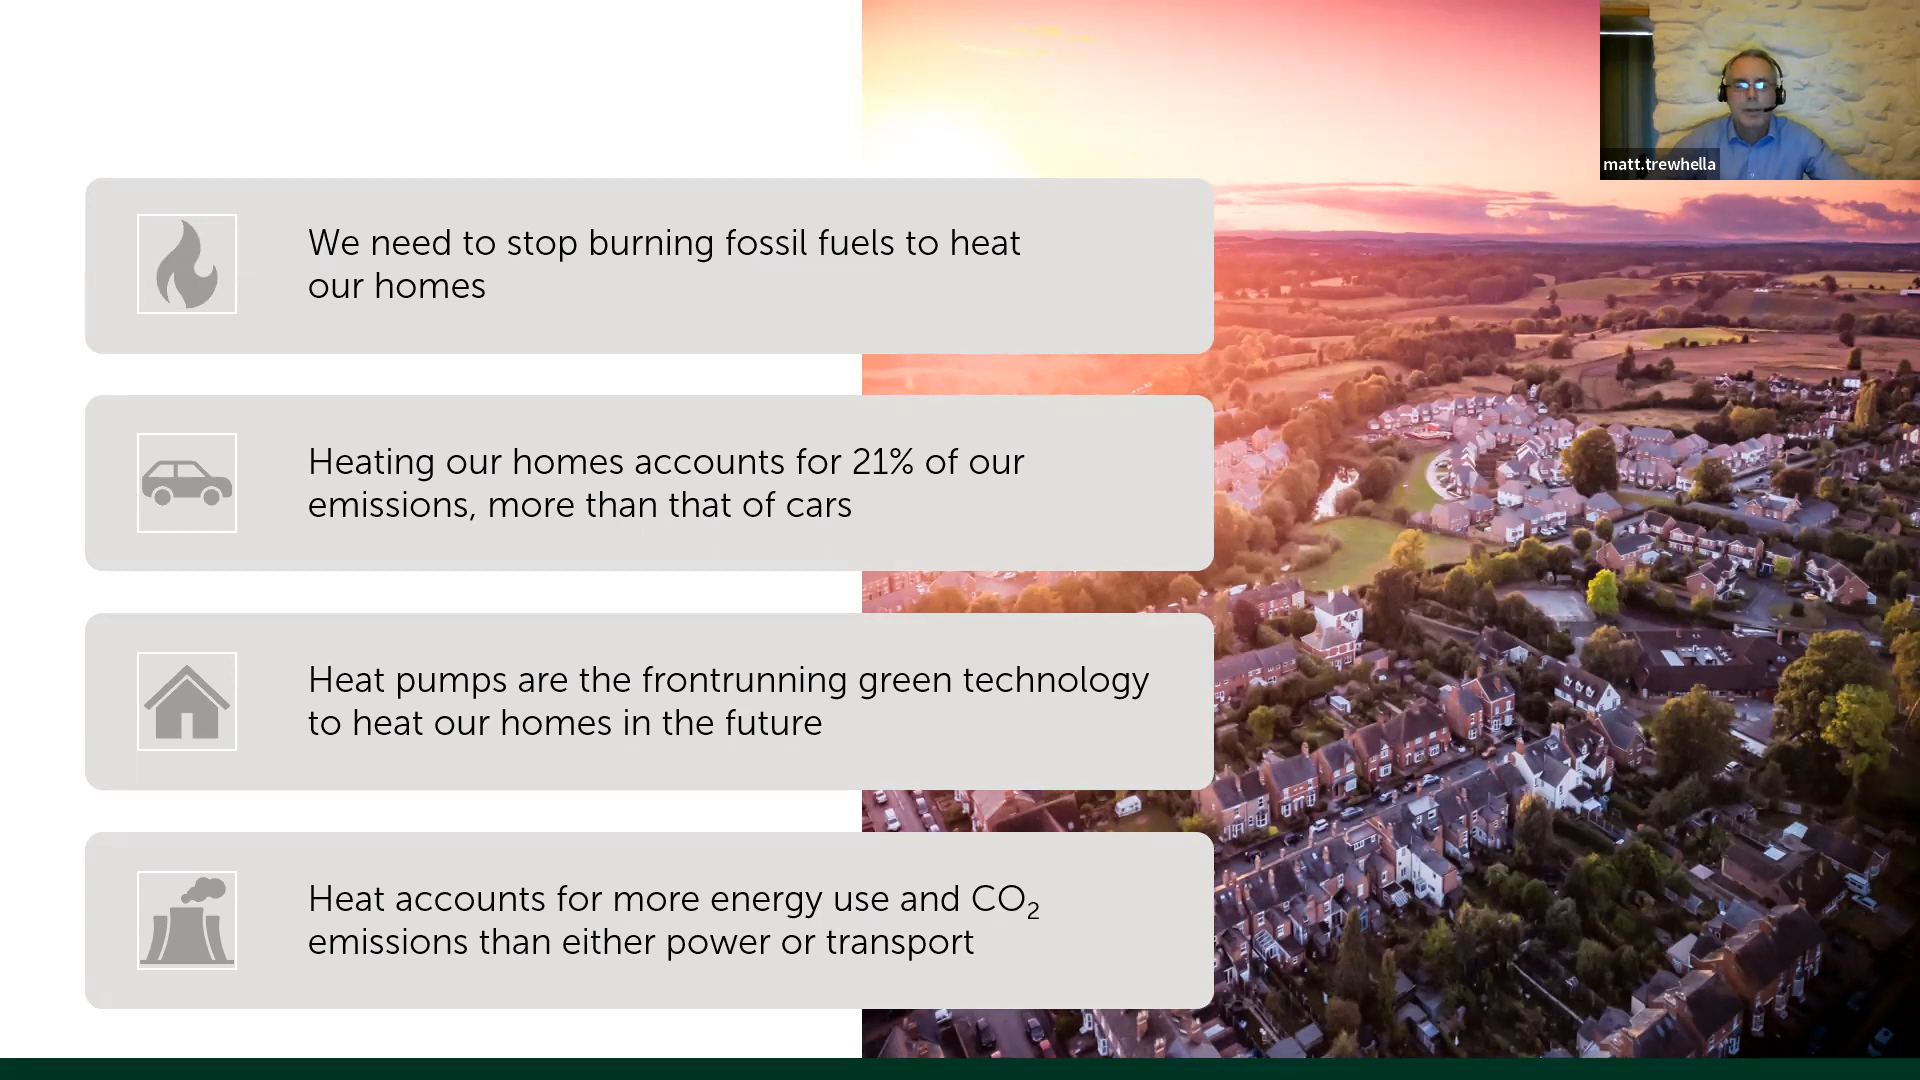 matt.trewhella
We need to stop burning fossil fuels to heat
our homes
Heating our homes accounts for 21% of our
emissions, more than that of cars
Heat pumps are the frontrunning green technology
to heat our homes in the future
Heat accounts for more energy use and CO₂
emissions than either power or transport